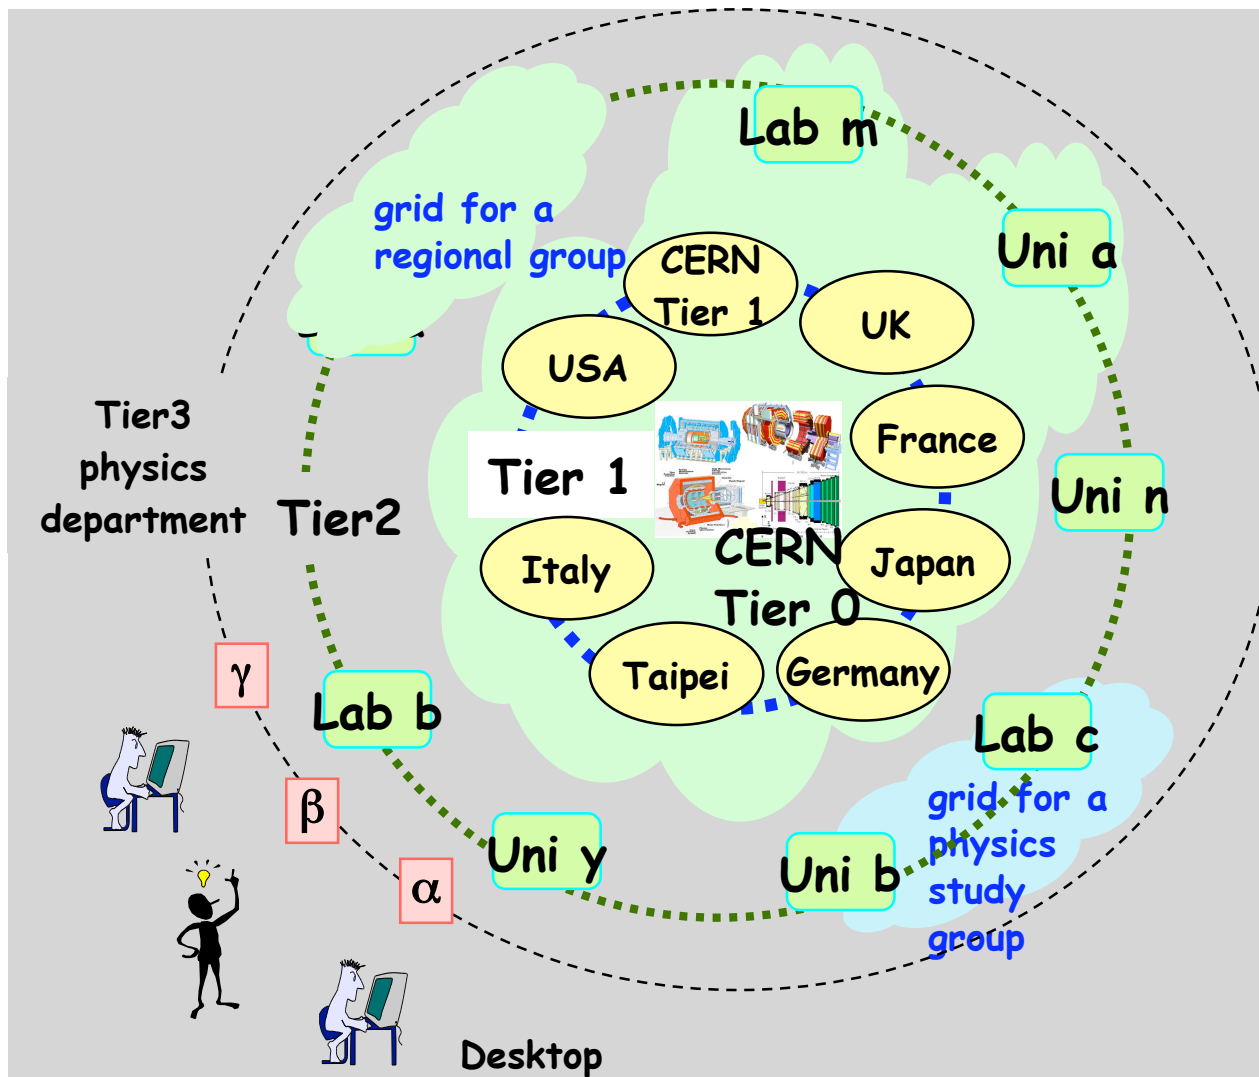 Lab m
grid for a
regional group
Uni a
CERN
Tier 1
UK
USA
Tier3
physics
department
France
Tier 1
Uni n
Tier2
CERN
Tier 0
Italy
Japan
Taipei
Germany
γ
Lab b
Lab c
β
grid for a
physics
study
group
Uni y
Uni b
α
Desktop